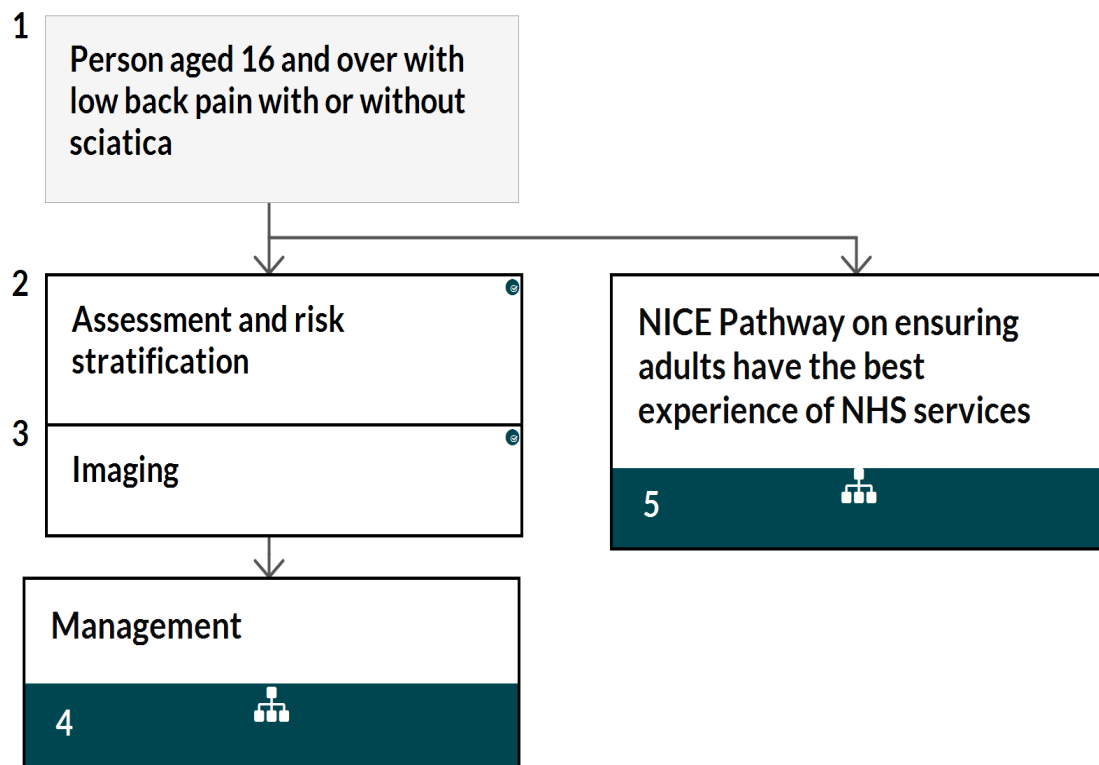 1
Person aged 16 and over with
low back pain with or without
sciatica
2
Assessment and risk
stratification
3
Imaging
Management
4
NICE Pathway on ensuring
adults have the best
experience of NHS services
5